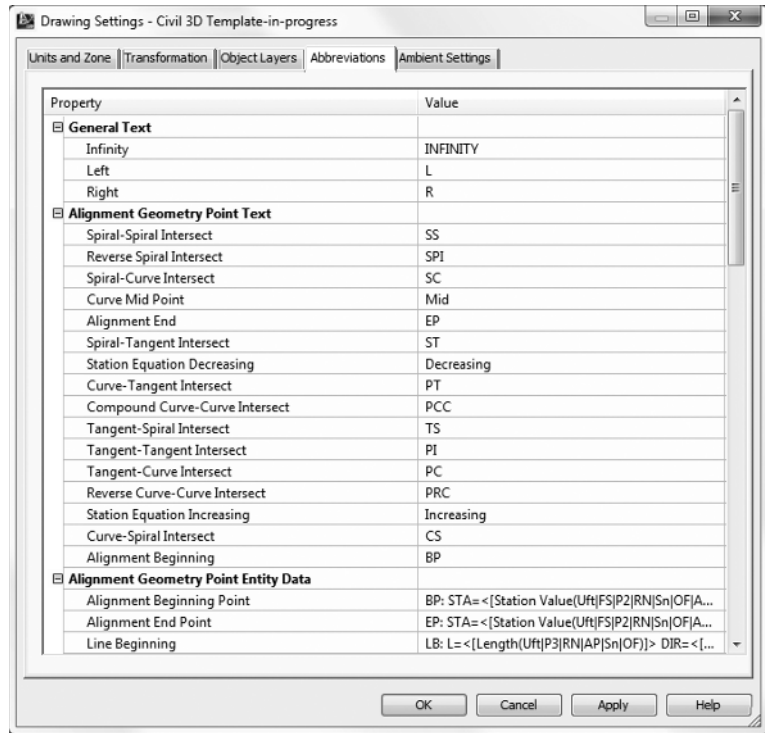 Drawing Settings - Civil 3D Template-in-progress
Units and Zone Transformation Object Layers Abbreviations Ambient Settings
Property Value
General Text
Infinity INFINITY
Left L
Right R
Alignment Geometry Point Text
Spiral-Spiral Intersect SS
Reverse Spiral Intersect SPI
Spiral-Curve Intersect SC
Curve Mid Point Mid
Alignment End EP
Spiral-Tangent Intersect ST
Station Equation Decreasing Decreasing
Curve-Tangent Intersect PT
Compound Curve-Curve Intersect PCC
Tangent-Spiral Intersect TS
Tangent-Tangent Intersect PI
Tangent-Curve Intersect PC
Reverse Curve-Curve Intersect PRC
Station Equation Increasing Increasing
Curve-Spiral Intersect CS
Alignment Beginning BP
Alignment Geometry Point Entity Data
Alignment Beginning Point BP: STA=<[Station Value(Uft|FS|P2|RN|Sn|OF|A...
Alignment End Point EP: STA=<[Station Value(Uft|FS|P2|RN|Sn|OF|A...
Line Beginning LB: L=<[Length(Uft|P3|RN|AP|Sn|OF)]> DIR=<[...
OK Cancel Apply Help